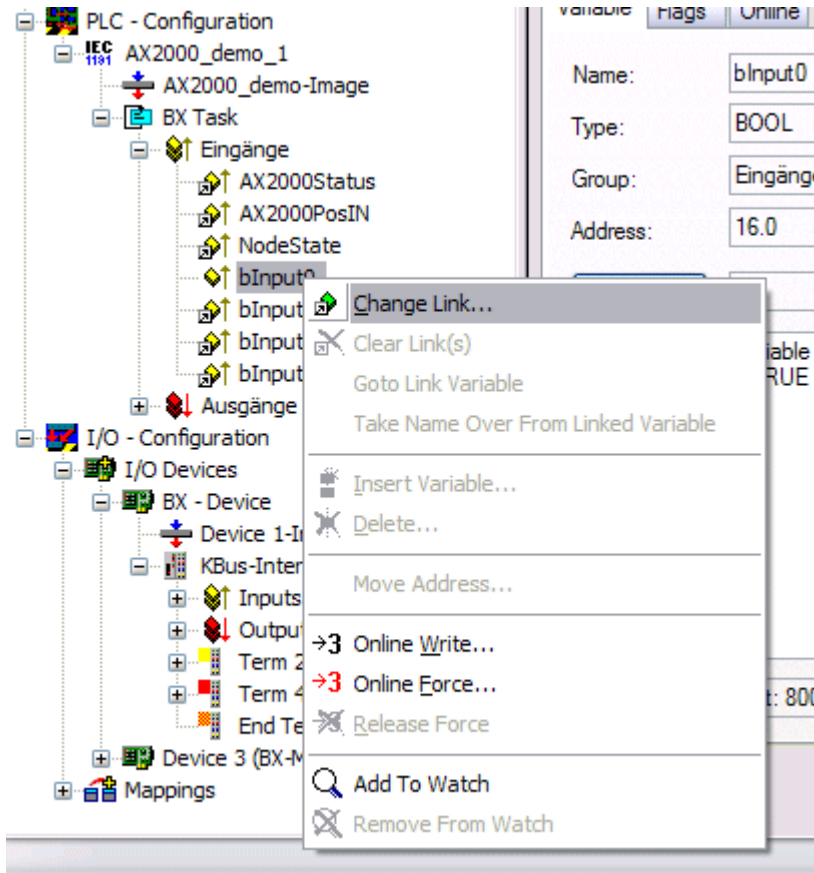 PLC - Configuration
IEC
1131
AX2000_demo_1
AX2000_demo-Image
BX Task
Eingänge
AX2000Status
AX2000PosIN
NodeState
bInput0
bInput
bInput
bInput
Ausgänge
I/O - Configuration
I/O Devices
BX - Device
Device 1-I
KBus-Inter
Inputs
Output
Term 2
Term 4
End Te
Device 3 (BX-M
Mappings
Variable Flags Online
Name: bInput0
Type: BOOL
Group: Eingänge
Address: 16.0
Change Link...
Clear Link(s)
Goto Link Variable
Take Name Over From Linked Variable
Insert Variable...
Delete...
Move Address...
→3 Online Write...
→3 Online Force...
Release Force
Add To Watch
Remove From Watch
iable
RUE
t: 800